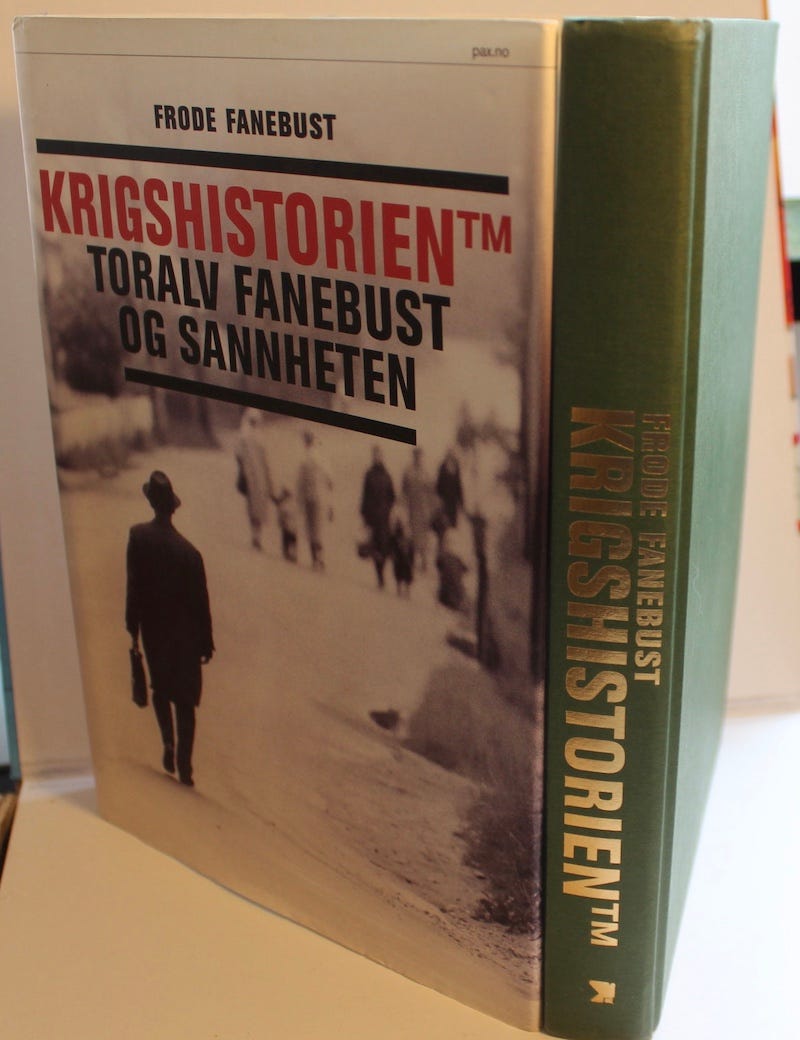 pax.no
FRODE FANEBUST
KRIGSHISTORIEN™
TORALV FANEBUST
OG SANNHETEN
FRODE FANEBUST
KRIGSHISTORIEN™